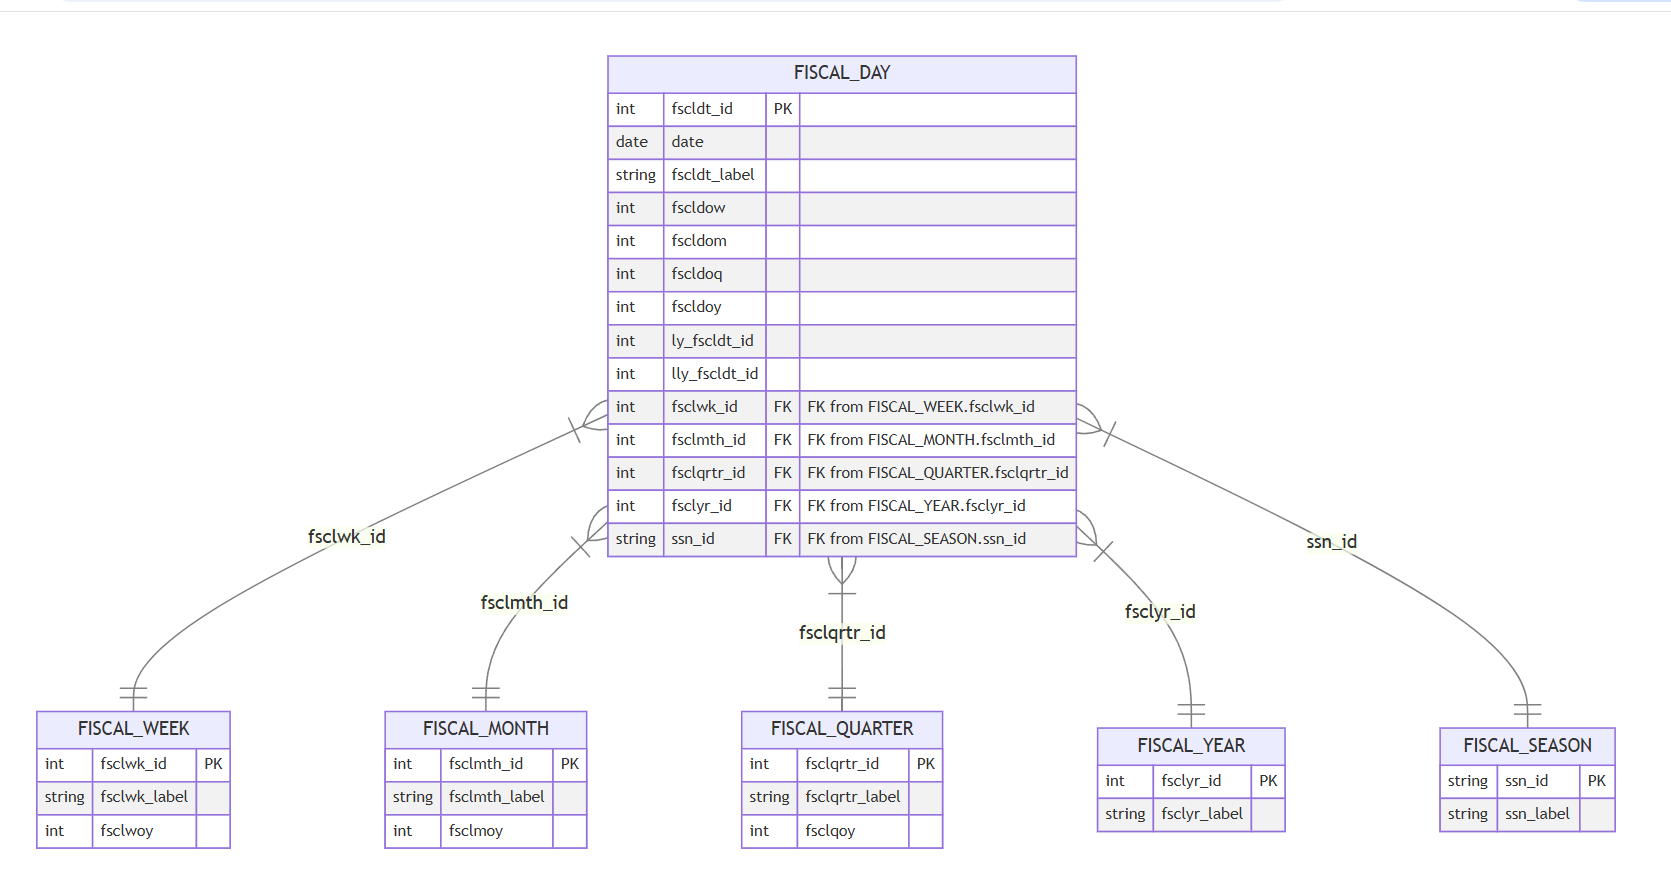 FISCAL_DAY
int fscldt_id PK
date date
string fscldt_label
int fscldow
int fscldom
int fscldoq
int fscldoy
int ly_fscldt_id
int lly_fscldt_id
int fsclwk_id FK FK from FISCAL_WEEK.fsclwk_id
int fsclmth_id FK FK from FISCAL_MONTH.fsclmth_id
int fsclqrtr_id FK FK from FISCAL_QUARTER.fsclqrtr_id
int fsclyr_id FK FK from FISCAL_YEAR.fsclyr_id
string ssn_id FK FK from FISCAL_SEASON.ssn_id
fsclwk_id
fsclmth_id
fsclqrtr_id
fsclyr_id
ssn_id
FISCAL_WEEK
int fsclwk_id PK
string fsclwk_label
int fsclwoy
FISCAL_MONTH
int fsclmth_id PK
string fsclmth_label
int fsclmoy
FISCAL_QUARTER
int fsclqrtr_id PK
string fsclqrtr_label
int fsclqoy
FISCAL_YEAR
int fsclyr_id PK
string fsclyr_label
FISCAL_SEASON
string ssn_id PK
string ssn_label